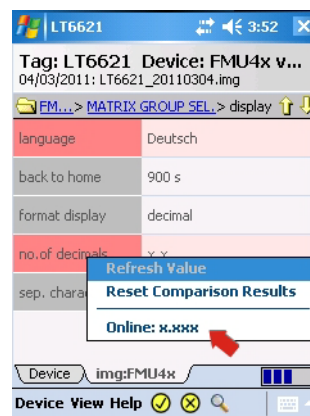 LT6621 3:52
Tag: LT6621 Device: FMU4x v...
04/03/2011: LT6621_20110304.img
FM...> MATRIX GROUP SEL.> display
language Deutsch
back to home 900 s
format display decimal
no.of decimals x.x
sep. chara
Refresh Value
Reset Comparison Results
Online: x.xxx
Device img:FMU4x
Device View Help